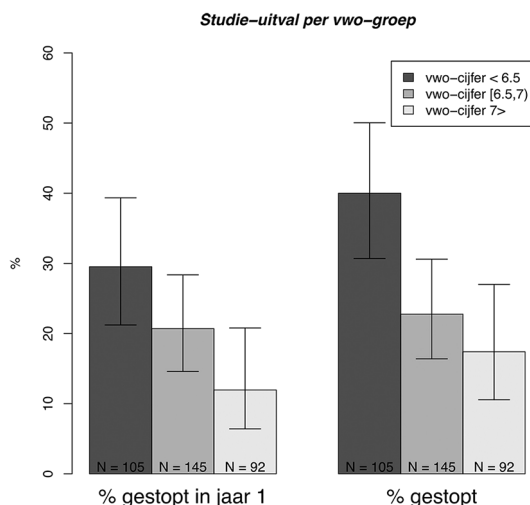 Studie-uitval per vwo-groep
60
50
40
30
20
10
0
%
vwo-cijfer < 6.5
vwo-cijfer [6.5,7)
vwo-cijfer 7>
N = 105
N = 145
N = 92
N = 105
N = 145
N = 92
% gestopt in jaar 1
% gestopt